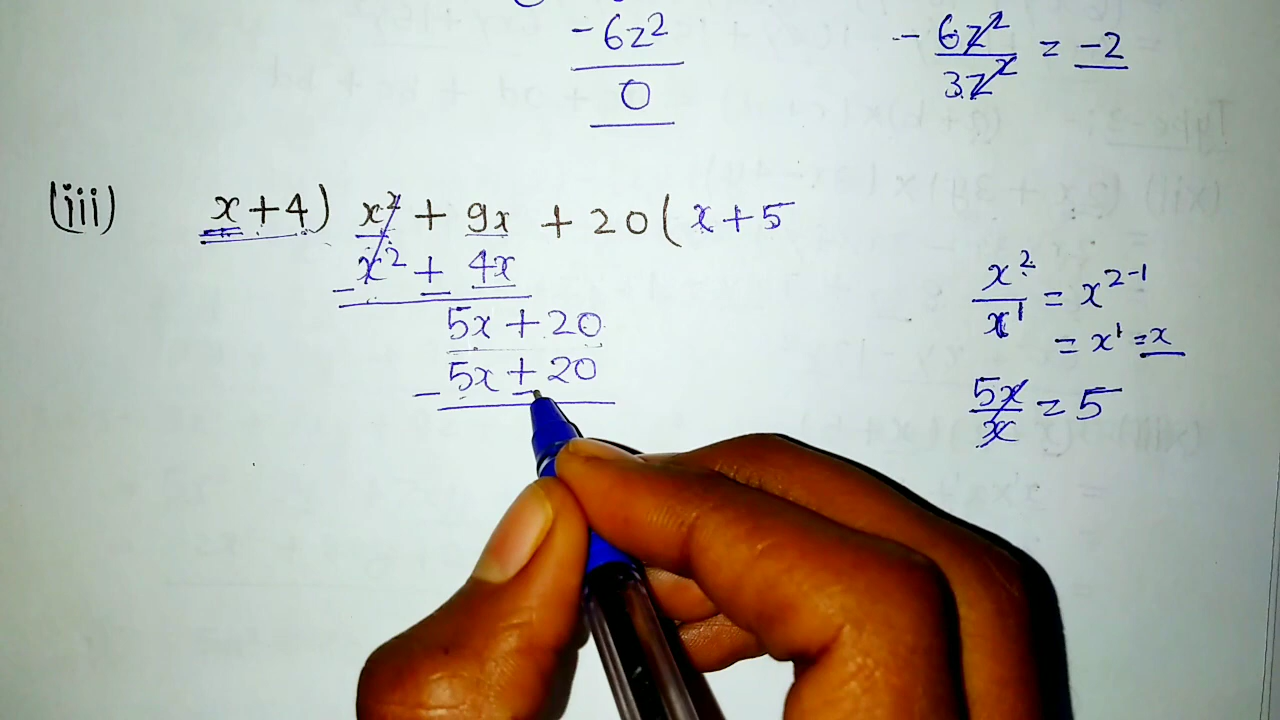 -6z²
0
- 6z²/3z² = -2
(iii) x+4) x² + 9x + 20 ( x+5
- x² + 4x
5x + 20
- 5x + 20
x²/x¹ = x²⁻¹
= x¹ = x
5x/x = 5